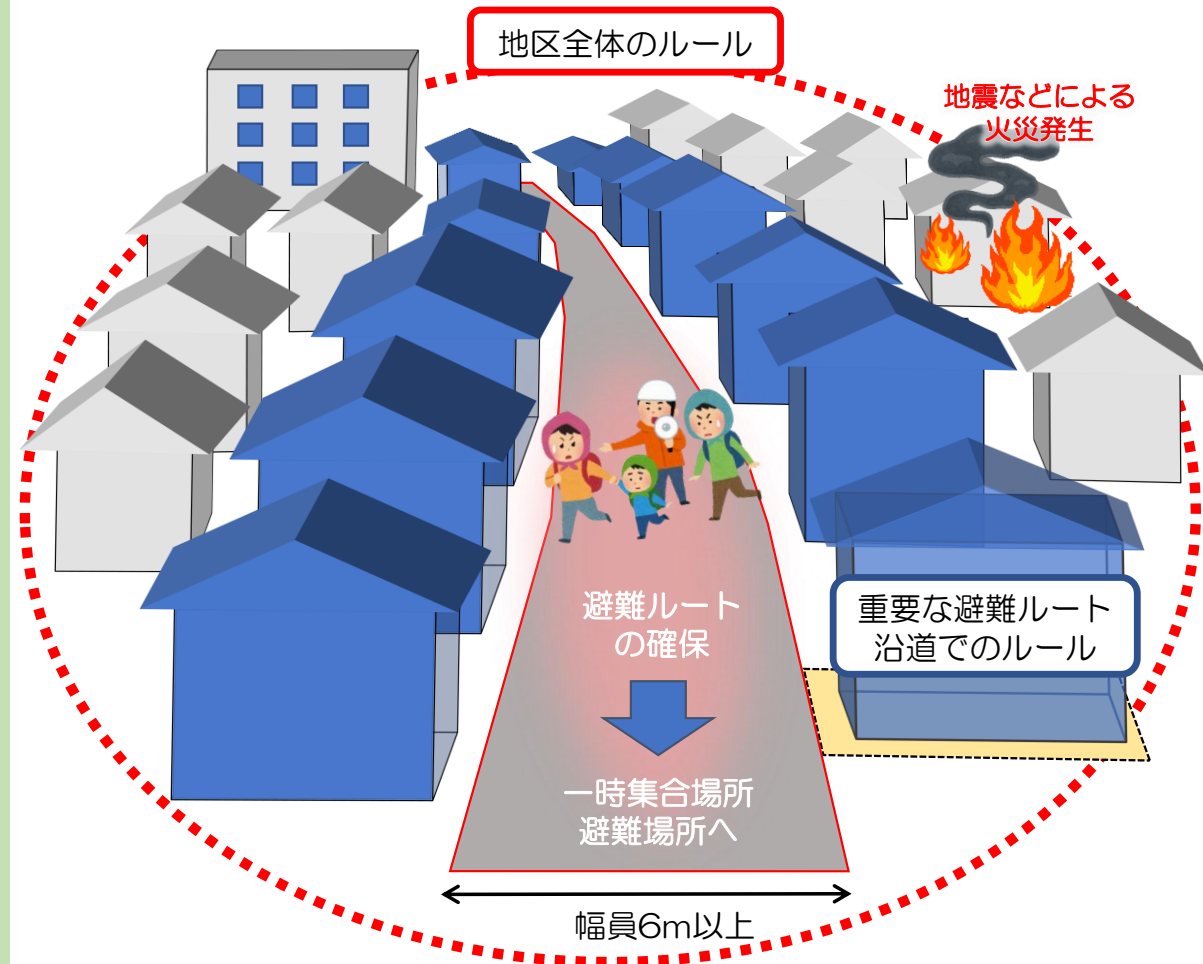 地区全体のルール
地震などによる
火災発生
避難ルート
の確保
重要な避難ルート
沿道でのルール
一時集合場所
避難場所へ
幅員6m以上